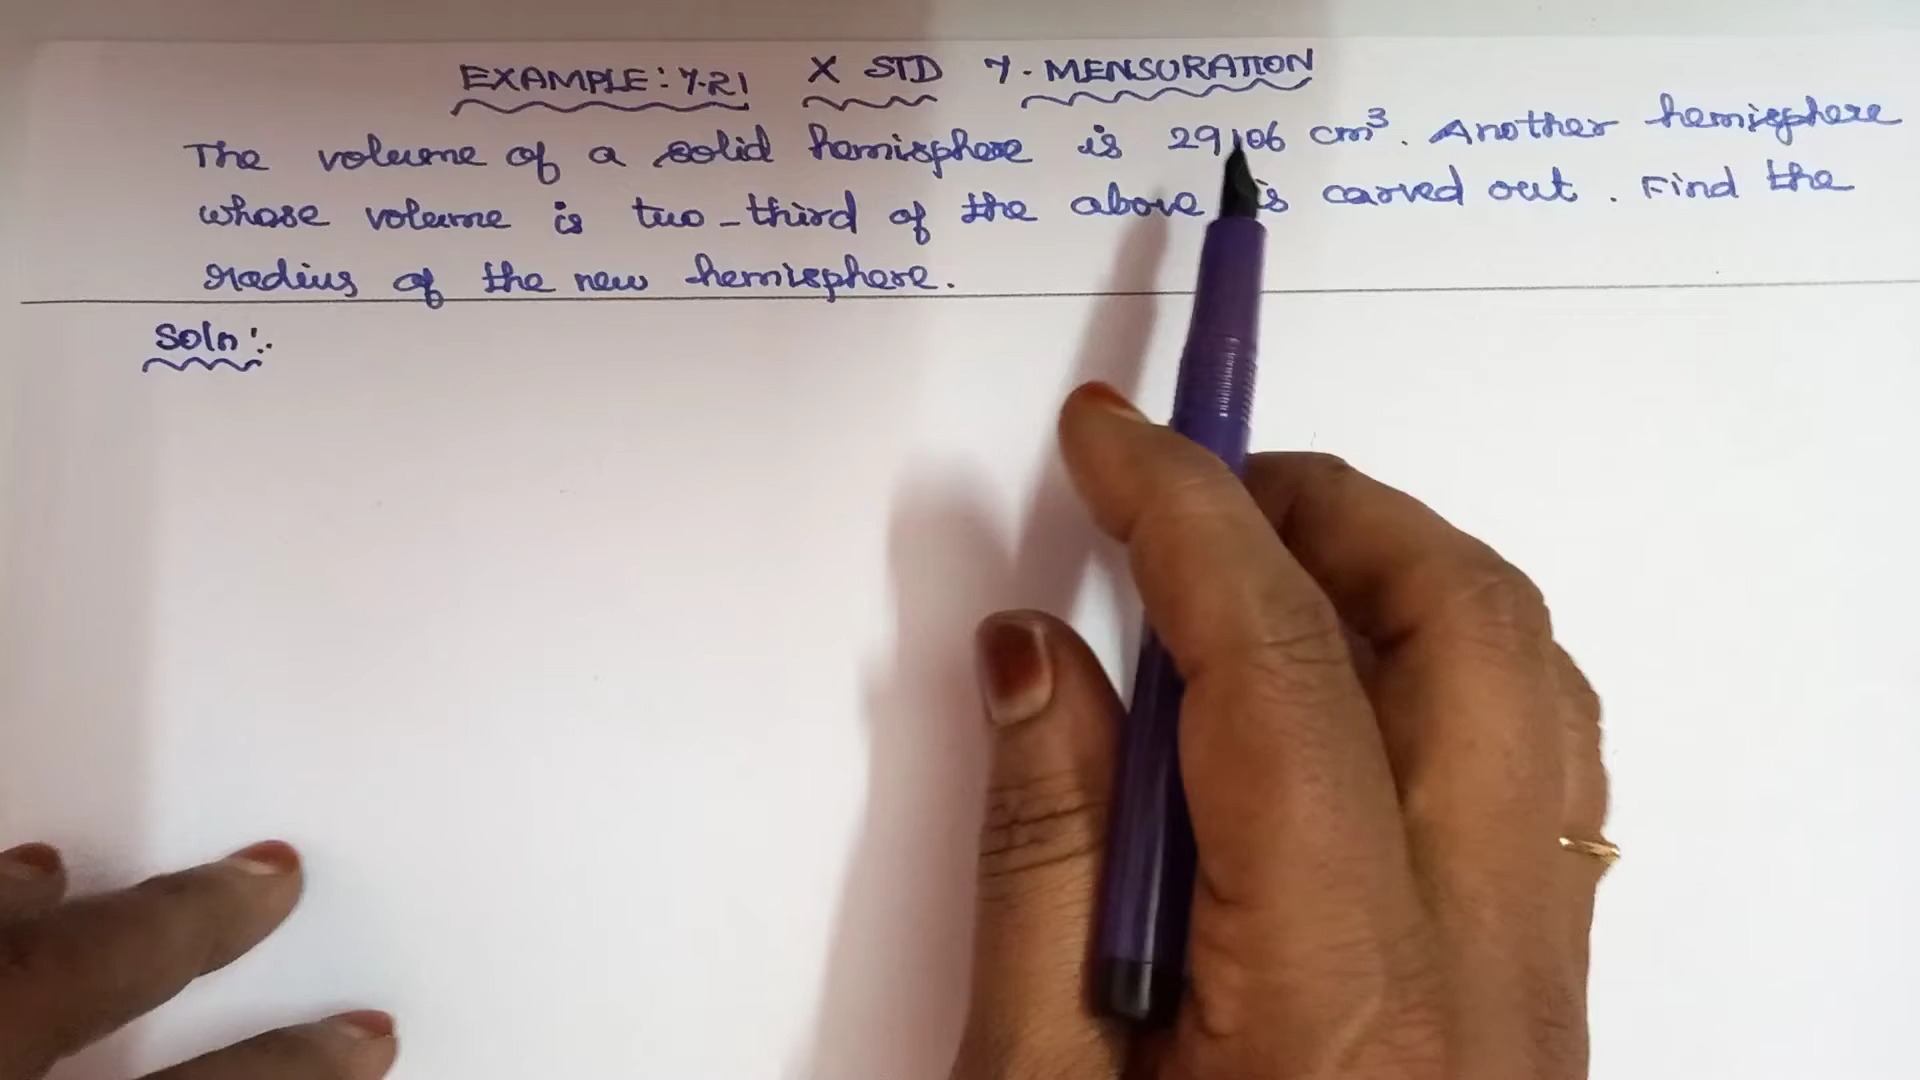 EXAMPLE: 7.21 X STD 7. MENSURATION
The volume of a solid hemisphere is 29106 cm³. Another hemisphere
whose volume is two-third of the above is carved out. Find the
radius of the new hemisphere.
Soln: